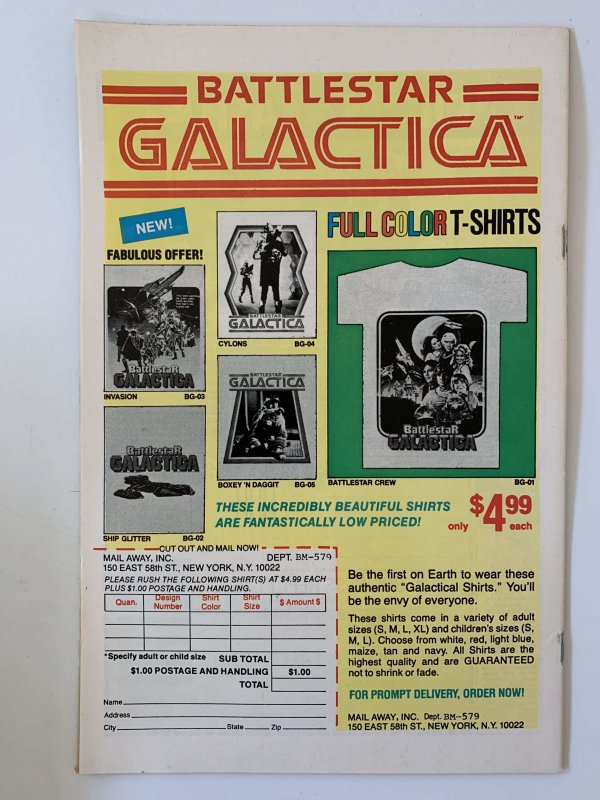 BATTLESTAR
GALACTICA™
NEW!
FABULOUS OFFER!
BattlestaR
GALACTICA
INVASION BG-03
BATTLESTAR
GALACTICA
CYLONS BG-04
FULL COLOR T-SHIRTS
BattlestaR
GALACTICA
BATTLESTAR CREW BG-01
BattlestaR
GALACTICA
SHIP GLITTER BG-02
BATTLESTAR
GALACTICA
BOXEY 'N DAGGIT BG-05
THESE INCREDIBLY BEAUTIFUL SHIRTS
ARE FANTASTICALLY LOW PRICED!
only $4.99 each
CUT OUT AND MAIL NOW!
MAIL AWAY, INC. DEPT. BM-579
150 EAST 58th ST., NEW YORK, N.Y. 10022
PLEASE RUSH THE FOLLOWING SHIRT(S) AT $4.99 EACH
PLUS $1.00 POSTAGE AND HANDLING.
Quan. Design Number Shirt Color Shirt Size $ Amount $
*Specify adult or child size SUB TOTAL
$1.00 POSTAGE AND HANDLING $1.00
TOTAL
Name
Address
City State Zip
Be the first on Earth to wear these
authentic "Galactical Shirts." You'll
be the envy of everyone.
These shirts come in a variety of adult
sizes (S, M, L, XL) and children's sizes (S,
M, L). Choose from white, red, light blue,
maize, tan and navy. All Shirts are the
highest quality and are GUARANTEED
not to shrink or fade.
FOR PROMPT DELIVERY, ORDER NOW!
MAIL AWAY, INC. Dept. BM-579
150 EAST 58th ST., NEW YORK, N.Y. 10022